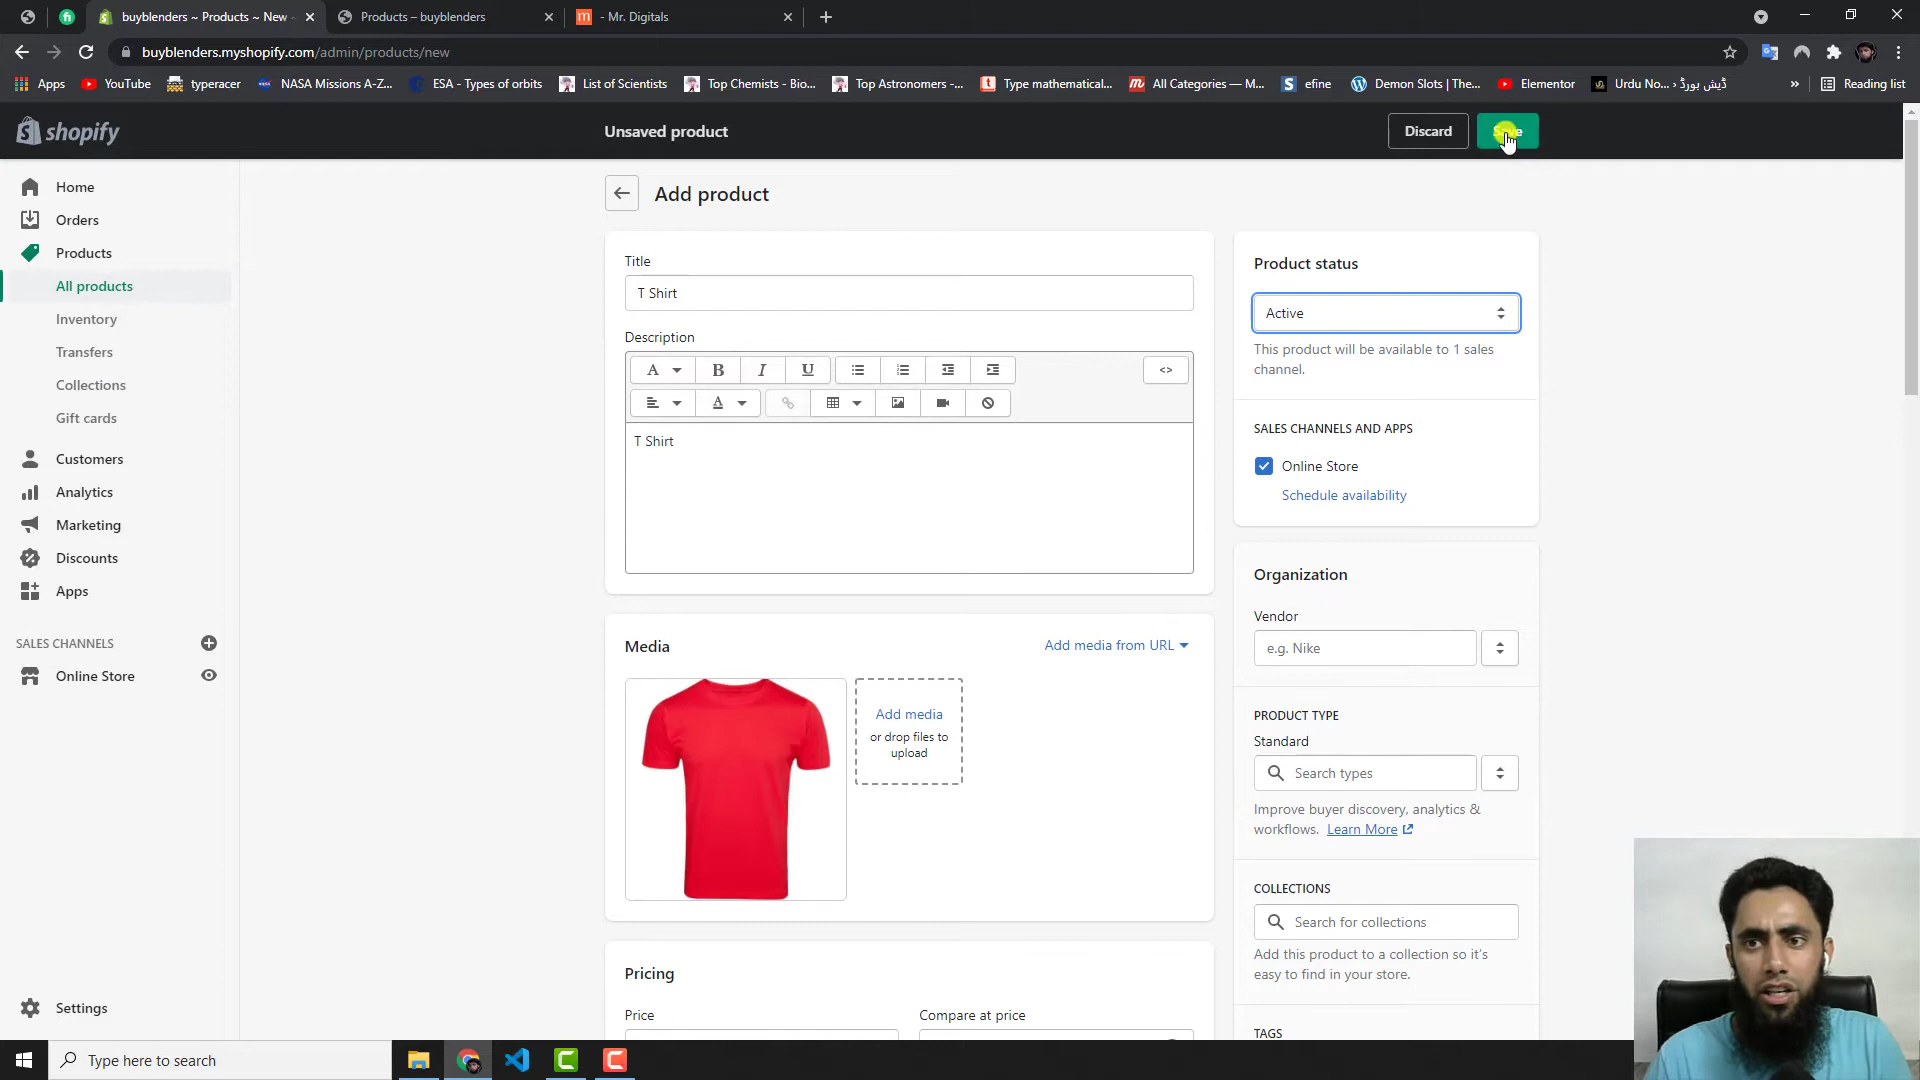 buyblenders ~ Products ~ New -
Products – buyblenders
- Mr. Digitals
buyblenders.myshopify.com/admin/products/new
Apps
YouTube
typeracer
NASA Missions A-Z...
ESA - Types of orbits
List of Scientists
Top Chemists - Bio...
Top Astronomers -...
Type mathematical...
All Categories — M...
efine
Demon Slots | The...
Elementor
Urdu No... › ڈیش بورڈ
»
Reading list
shopify
Unsaved product
Discard
Home
Orders
Products
All products
Inventory
Transfers
Collections
Gift cards
Customers
Analytics
Marketing
Discounts
Apps
SALES CHANNELS
Online Store
Settings
Add product
Title
T Shirt
Description
A
B
I
U
<>
A
T Shirt
Media
Add media from URL
Add media
or drop files to
upload
Pricing
Price
Compare at price
Product status
Active
This product will be available to 1 sales
channel.
SALES CHANNELS AND APPS
Online Store
Schedule availability
Organization
Vendor
e.g. Nike
PRODUCT TYPE
Standard
Search types
Improve buyer discovery, analytics &
workflows. Learn More
COLLECTIONS
Search for collections
Add this product to a collection so it's
easy to find in your store.
TAGS
Type here to search